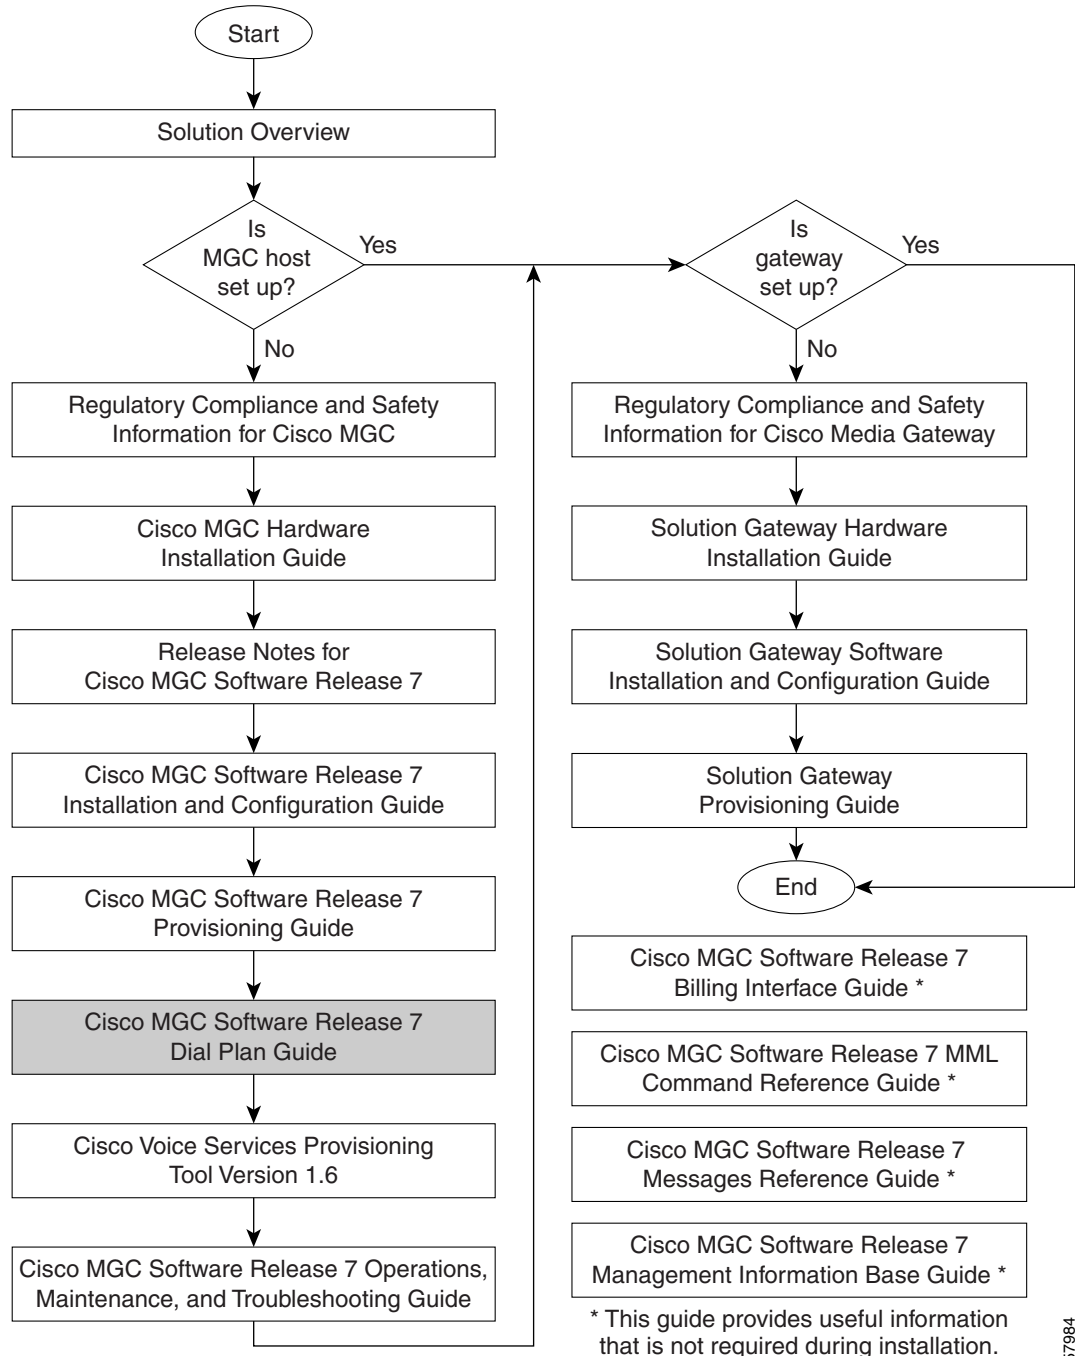 Start
Solution Overview
Is
MGC host
set up?
Yes
No
Regulatory Compliance and Safety
Information for Cisco MGC
Cisco MGC Hardware
Installation Guide
Release Notes for
Cisco MGC Software Release 7
Cisco MGC Software Release 7
Installation and Configuration Guide
Cisco MGC Software Release 7
Provisioning Guide
Cisco MGC Software Release 7
Dial Plan Guide
Cisco Voice Services Provisioning
Tool Version 1.6
Cisco MGC Software Release 7 Operations,
Maintenance, and Troubleshooting Guide
Is
gateway
set up?
Yes
No
Regulatory Compliance and Safety
Information for Cisco Media Gateway
Solution Gateway Hardware
Installation Guide
Solution Gateway Software
Installation and Configuration Guide
Solution Gateway
Provisioning Guide
End
Cisco MGC Software Release 7
Billing Interface Guide *
Cisco MGC Software Release 7 MML
Command Reference Guide *
Cisco MGC Software Release 7
Messages Reference Guide *
Cisco MGC Software Release 7
Management Information Base Guide *
* This guide provides useful information
that is not required during installation.
57984